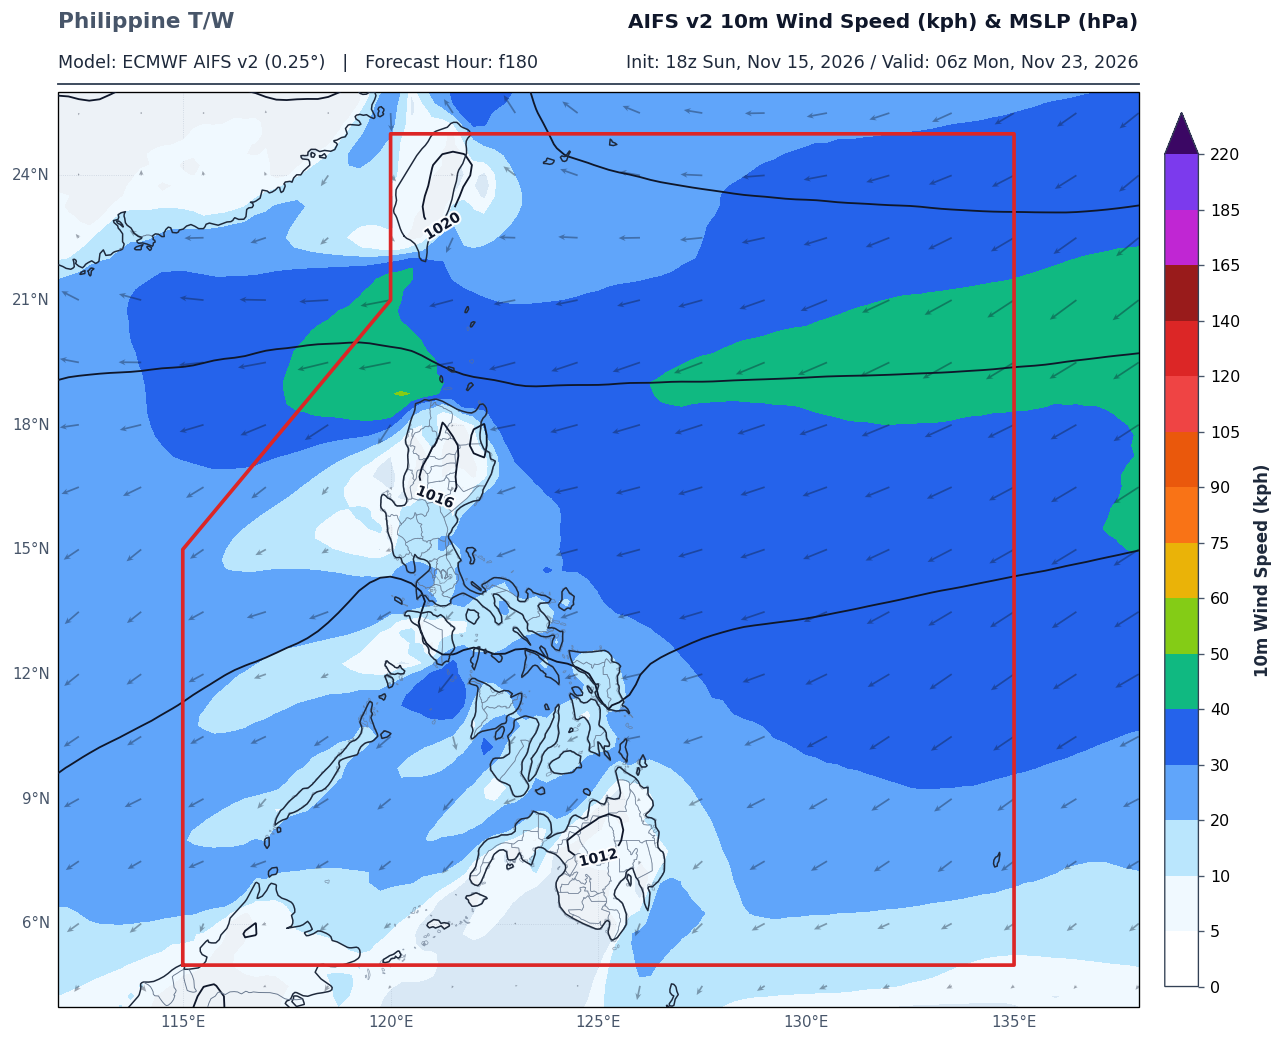 Philippine T/W
AIFS v2 10m Wind Speed (kph) & MSLP (hPa)
Model: ECMWF AIFS v2 (0.25°) | Forecast Hour: f180
Init: 18z Sun, Nov 15, 2026 / Valid: 06z Mon, Nov 23, 2026
24°N
21°N
18°N
15°N
12°N
9°N
6°N
115°E
120°E
125°E
130°E
135°E
1020
1016
1012
220
185
165
140
120
105
90
75
60
50
40
30
20
10
5
0
10m Wind Speed (kph)